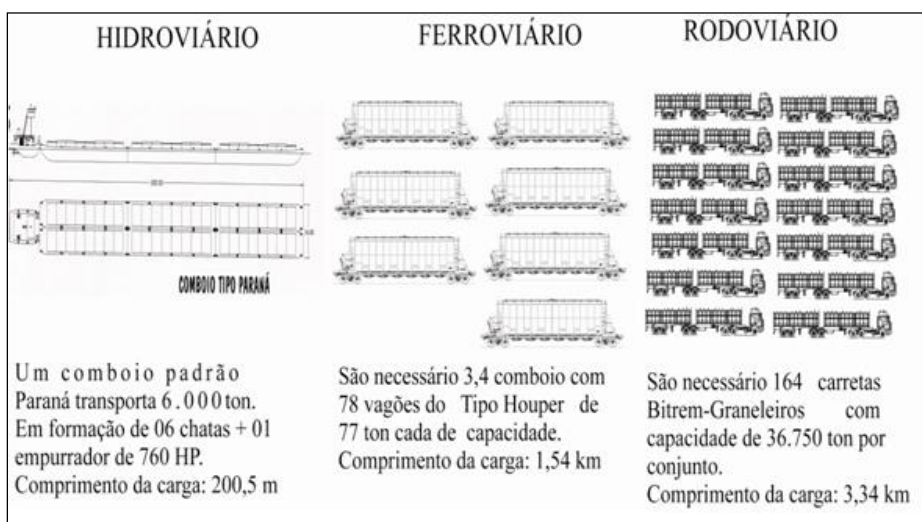 HIDROVIÁRIO
FERROVIÁRIO
RODOVIÁRIO
COMBOIO TIPO PARANÁ
Um comboio padrão
Paraná transporta 6.000 ton.
Em formação de 06 chatas + 01
empurrador de 760 HP.
Comprimento da carga: 200,5 m
São necessário 3,4 comboio com
78 vagões do Tipo Houper de
77 ton cada de capacidade.
Comprimento da carga: 1,54 km
São necessário 164 carretas
Bitrem-Graneleiros com
capacidade de 36.750 ton por
conjunto.
Comprimento da carga: 3,34 km